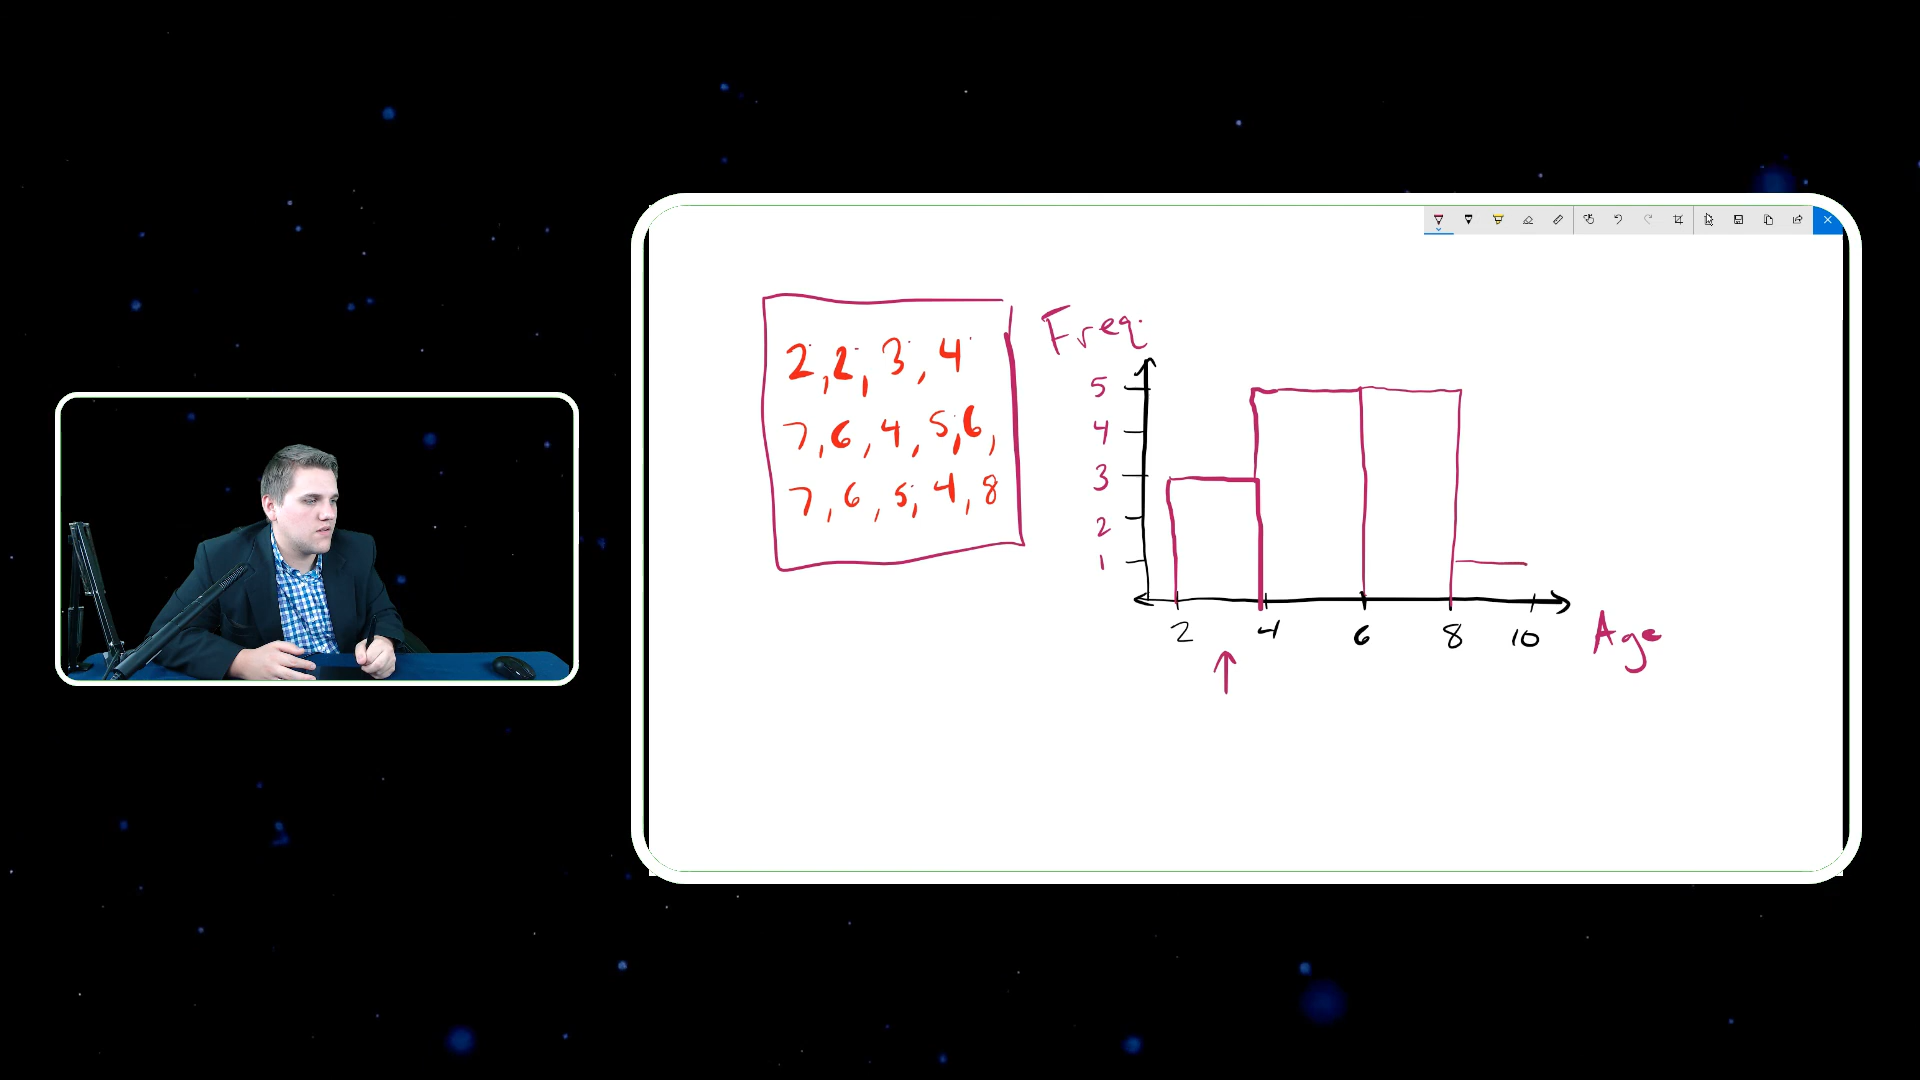 2, 2, 3, 4
7, 6, 4, 5, 6,
7, 6, 5, 4, 8
Freq.
5
4
3
2
1
2 4 6 8 10
Age